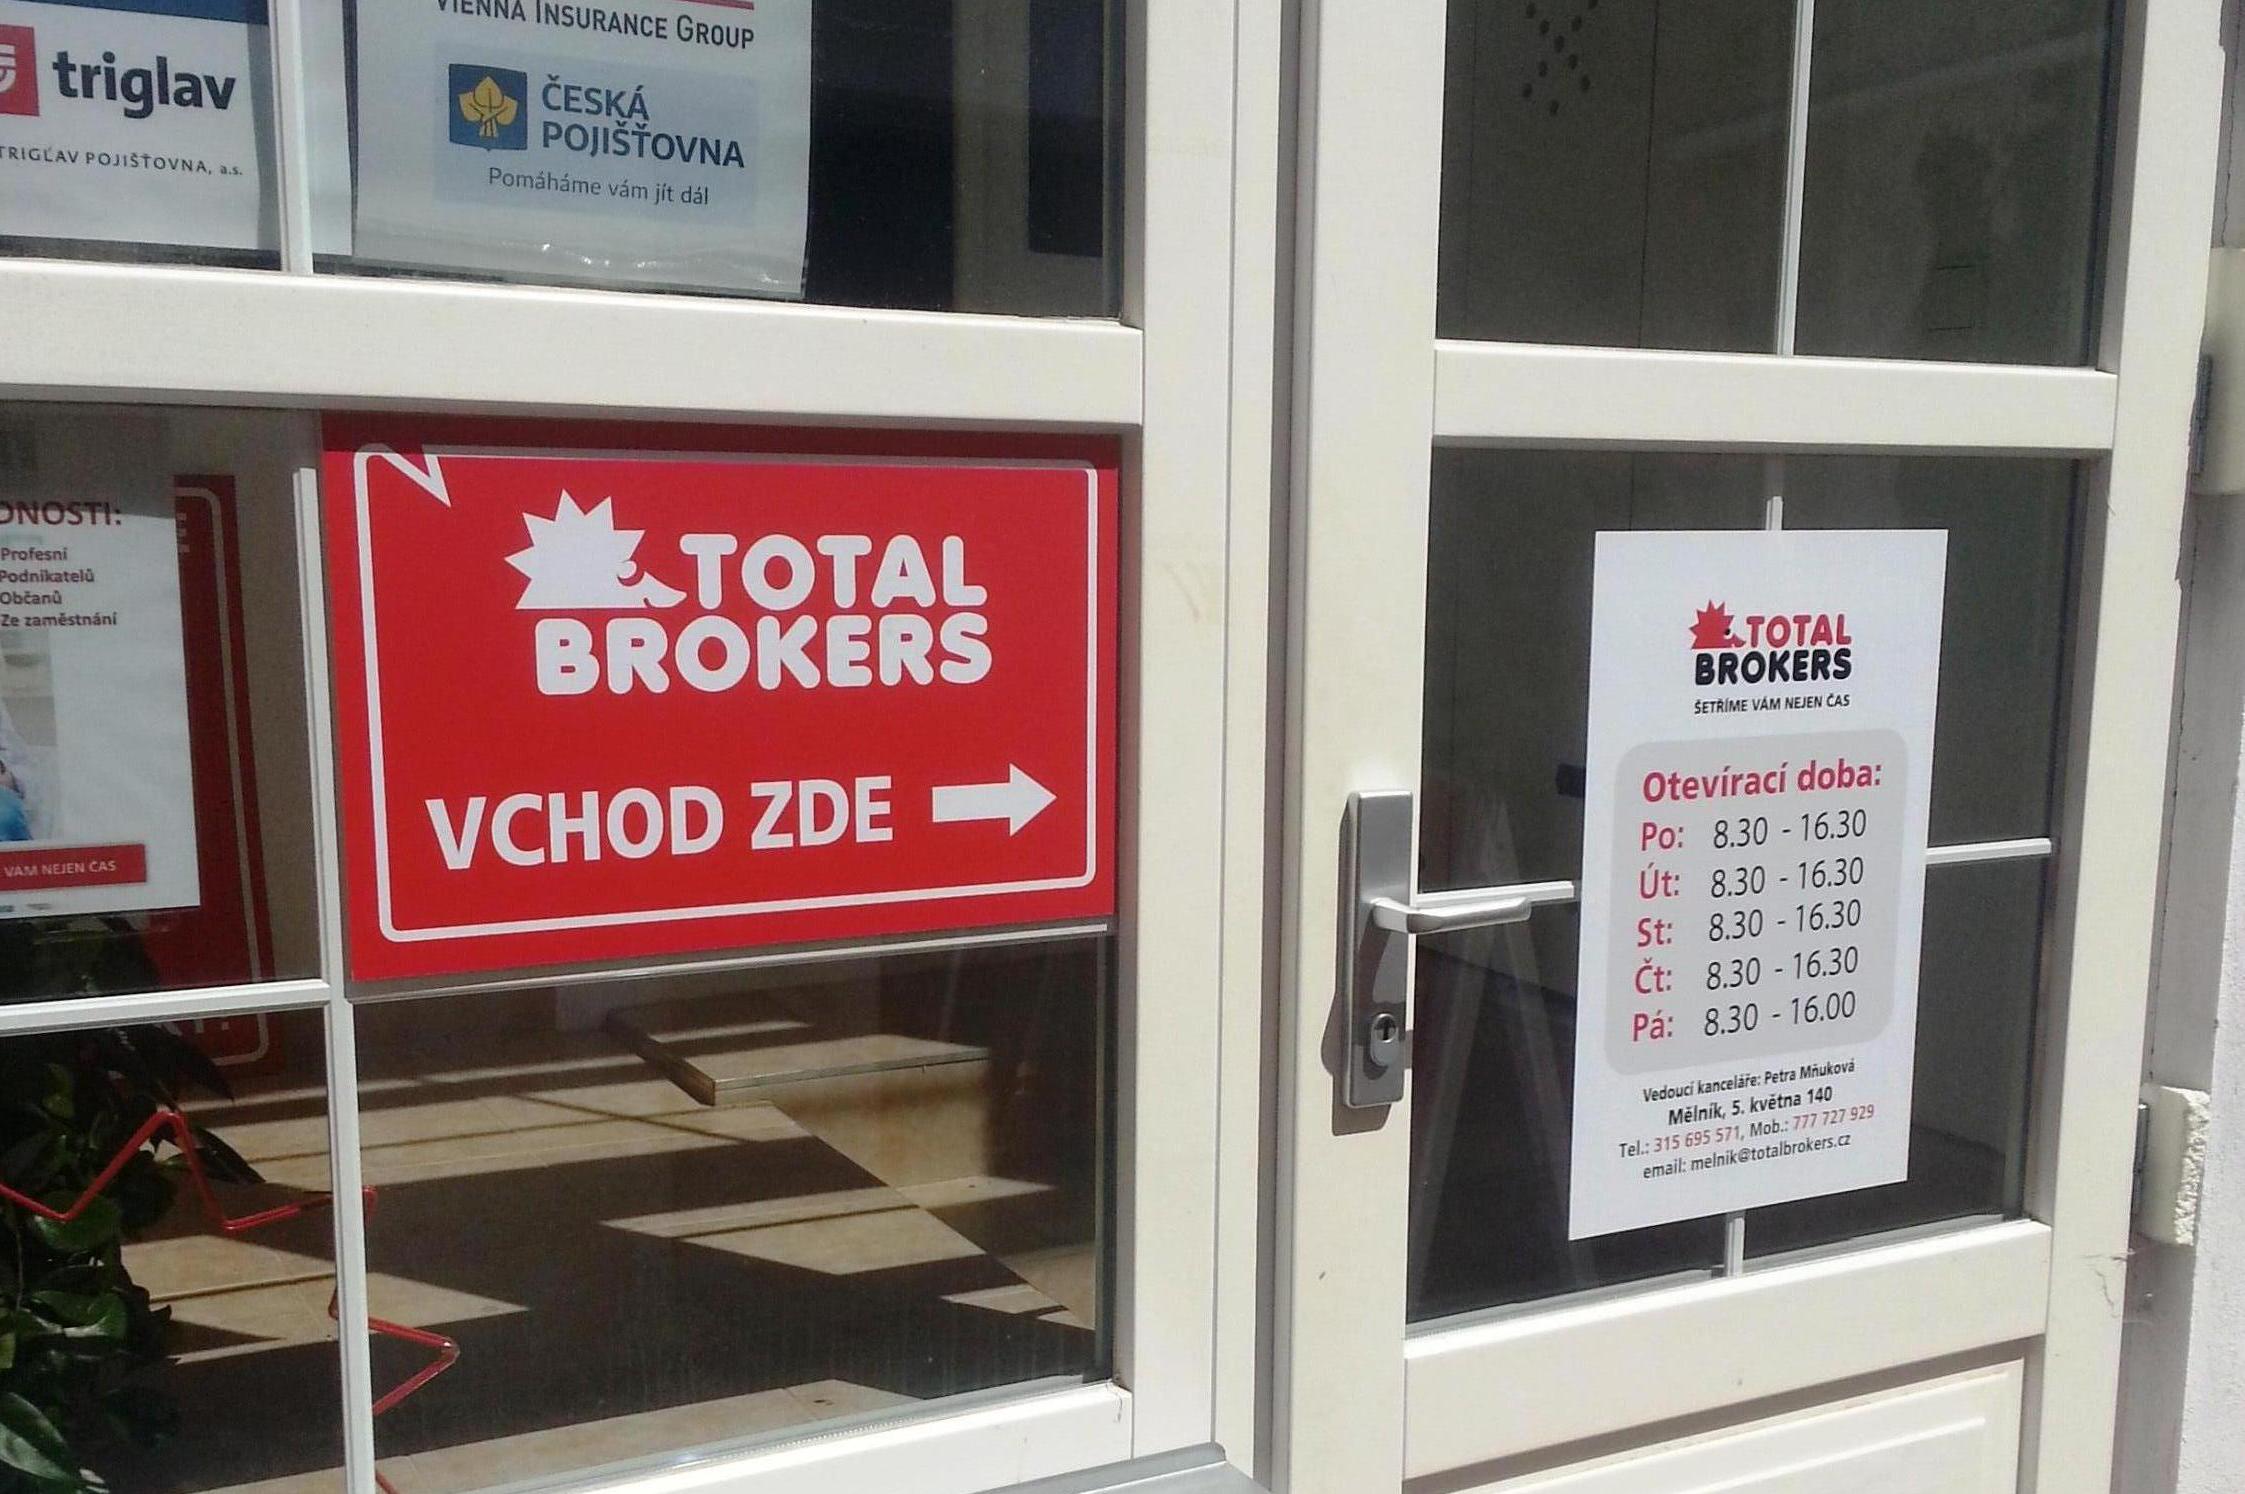 VIENNA INSURANCE GROUP
triglav
TRIGLAV POJIŠŤOVNA, a.s.
ČESKÁ
POJIŠŤOVNA
Pomáháme vám jít dál
Profesní
Podnikatelů
Občanů
Ze zaměstnání
VÁM NEJEN ČAS
TOTAL
BROKERS
VCHOD ZDE
TOTAL
BROKERS
ŠETŘÍME VÁM NEJEN ČAS
Otevírací doba:
Po: 8.30 - 16.30
Út: 8.30 - 16.30
St: 8.30 - 16.30
Čt: 8.30 - 16.30
Pá: 8.30 - 16.00
Vedoucí kanceláře: Petra Mňuková
Mělník, 5. května 140
Tel.: 315 695 571, Mob.: 777 727 929
email: melnik@totalbrokers.cz